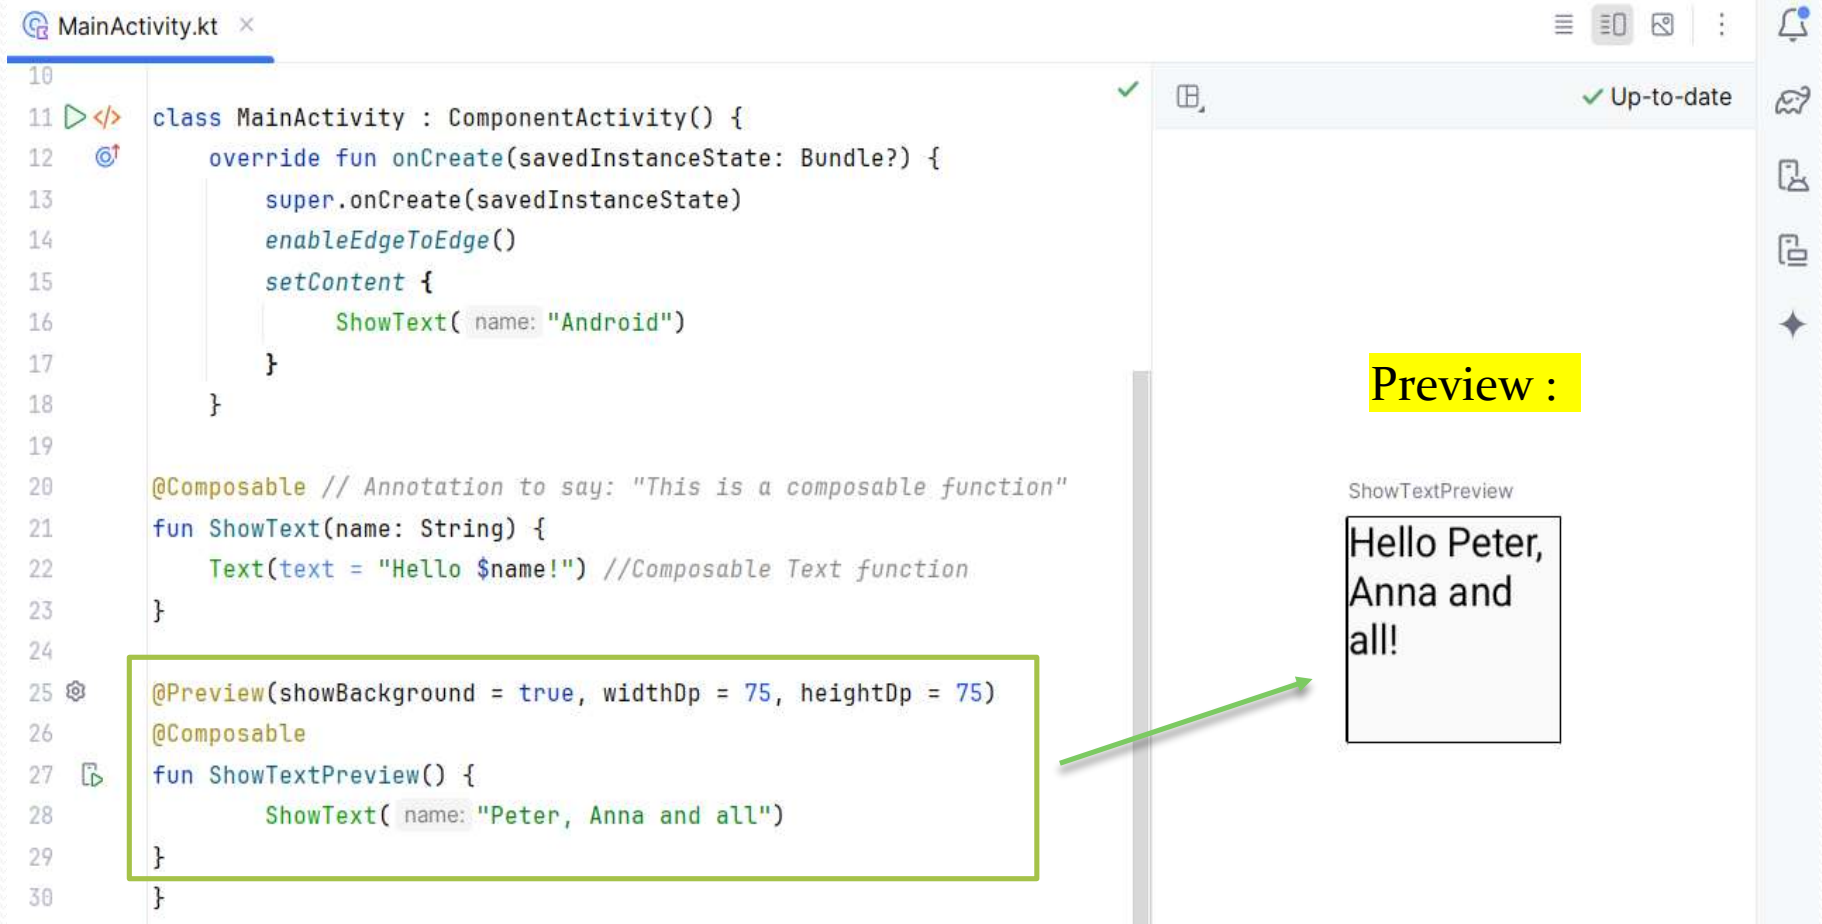 MainActivity.kt
10
11 class MainActivity : ComponentActivity() {
12 override fun onCreate(savedInstanceState: Bundle?) {
13 super.onCreate(savedInstanceState)
14 enableEdgeToEdge()
15 setContent {
16 ShowText( name: "Android")
17 }
18 }
19
20 @Composable // Annotation to say: "This is a composable function"
21 fun ShowText(name: String) {
22 Text(text = "Hello $name!") //Composable Text function
23 }
24
25 @Preview(showBackground = true, widthDp = 75, heightDp = 75)
26 @Composable
27 fun ShowTextPreview() {
28 ShowText( name: "Peter, Anna and all")
29 }
30 }
Up-to-date
Preview :
ShowTextPreview
Hello Peter,
Anna and
all!